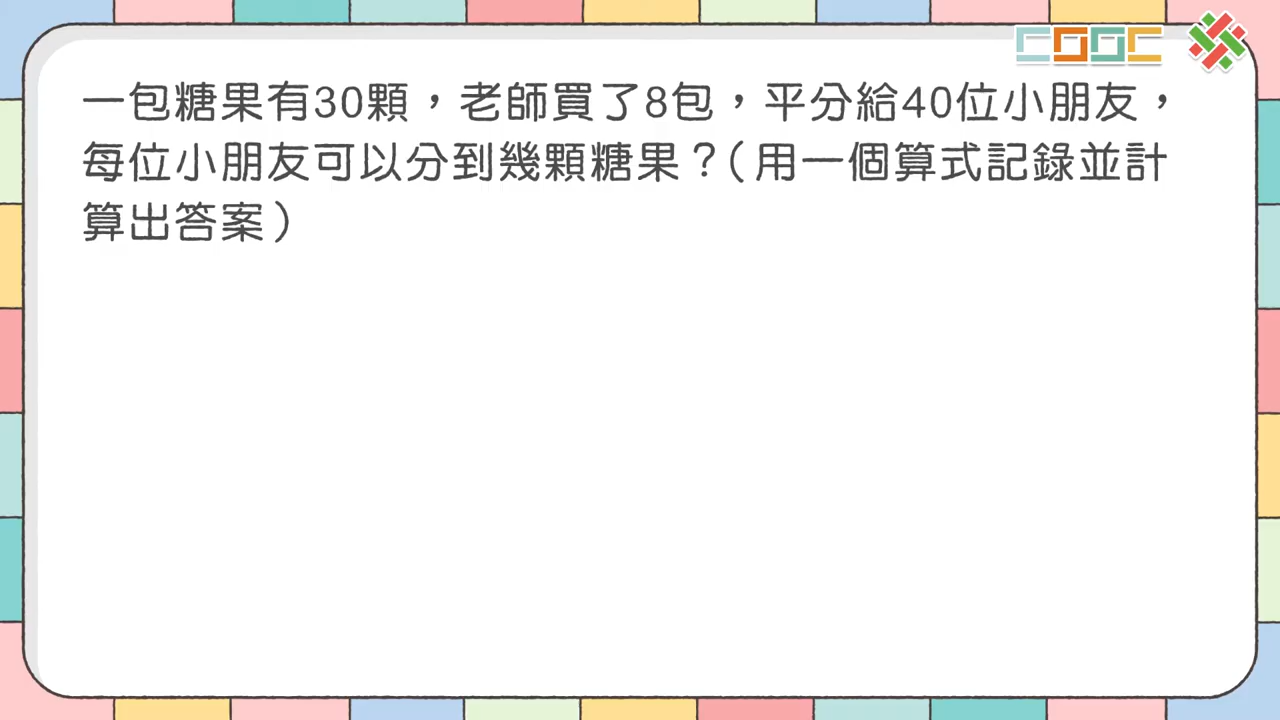 COOC
一包糖果有30顆，老師買了8包，平分給40位小朋友，
每位小朋友可以分到幾顆糖果？(用一個算式記錄並計
算出答案)